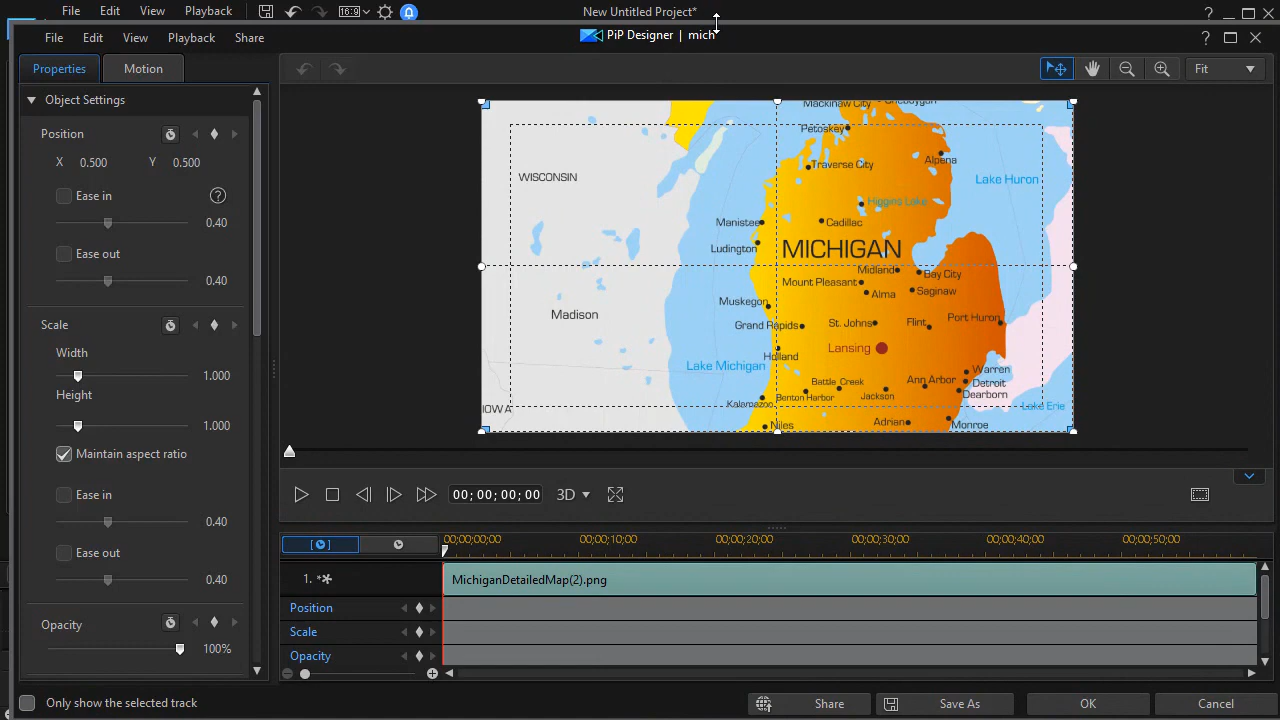 File Edit View Playback 16:9 New Untitled Project* ?
File Edit View Playback Share PiP Designer | mich ?
Properties Motion Fit
Object Settings
Position
X 0.500 Y 0.500
Ease in ?
0.40
Ease out
0.40
Scale
Width
1.000
Height
1.000
Maintain aspect ratio
Ease in
0.40
Ease out
0.40
Opacity
100%
Only show the selected track
Mackinaw City Cheboygan
Petoskey
Alpena
Traverse City
WISCONSIN
Lake Huron
Higgins Lake
Manistee Cadillac
Ludington MICHIGAN
Midland Bay City
Mount Pleasant
Alma Saginaw
Muskegon
Madison
Grand Rapids St. Johns Flint Port Huron
Lansing
Holland
Lake Michigan
Warren
Battle Creek Ann Arbor Detroit
Benton Harbor Jackson Dearborn
Kalamazoo
Lake Erie
IOWA
Niles Adrian Monroe
00; 00; 00; 00 3D
00;00;00;00 00;00;10;00 00;00;20;00 00;00;30;00 00;00;40;00 00;00;50;00
1. MichiganDetailedMap(2).png
Position
Scale
Opacity
Share Save As OK Cancel